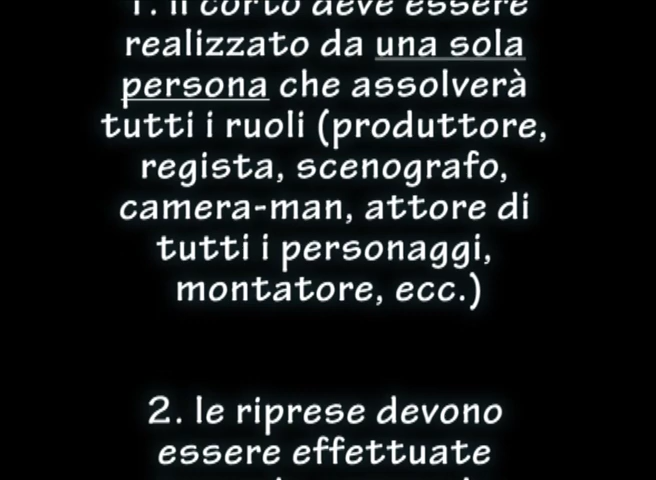 1. il corto deve essere
realizzato da una sola
persona che assolverà
tutti i ruoli (produttore,
regista, scenografo,
camera-man, attore di
tutti i personaggi,
montatore, ecc.)
2. le riprese devono
essere effettuate